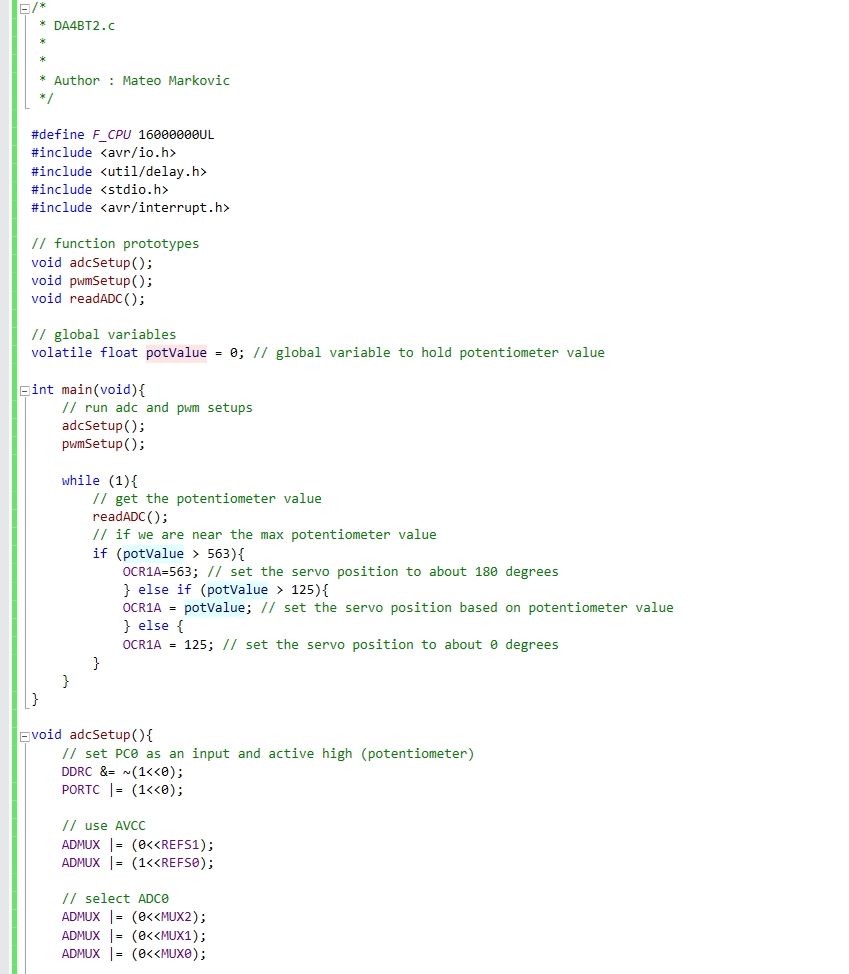 /*
 * DA4BT2.c
 *
 *
 * Author : Mateo Markovic
 */
#define F_CPU 16000000UL
#include <avr/io.h>
#include <util/delay.h>
#include <stdio.h>
#include <avr/interrupt.h>
// function prototypes
void adcSetup();
void pwmSetup();
void readADC();
// global variables
volatile float potValue = 0; // global variable to hold potentiometer value
int main(void){
    // run adc and pwm setups
    adcSetup();
    pwmSetup();
    while (1){
        // get the potentiometer value
        readADC();
        // if we are near the max potentiometer value
        if (potValue > 563){
            OCR1A=563; // set the servo position to about 180 degrees
            } else if (potValue > 125){
            OCR1A = potValue; // set the servo position based on potentiometer value
            } else {
            OCR1A = 125; // set the servo position to about 0 degrees
        }
    }
}
void adcSetup(){
    // set PC0 as an input and active high (potentiometer)
    DDRC &= ~(1<<0);
    PORTC |= (1<<0);
    // use AVCC
    ADMUX |= (0<<REFS1);
    ADMUX |= (1<<REFS0);
    // select ADC0
    ADMUX |= (0<<MUX2);
    ADMUX |= (0<<MUX1);
    ADMUX |= (0<<MUX0);